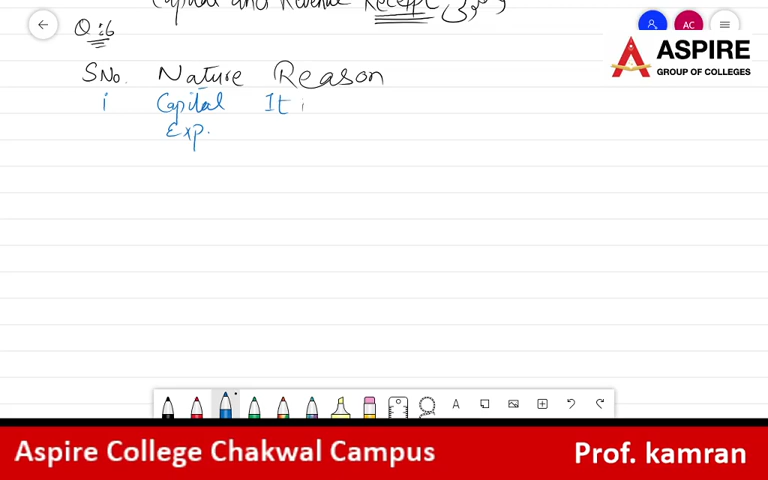 Capital and Revenue Receipt
Q :6
S No. Nature Reason
i Capital It
Exp.
AC
ASPIRE
GROUP OF COLLEGES
A
Aspire College Chakwal Campus
Prof. kamran